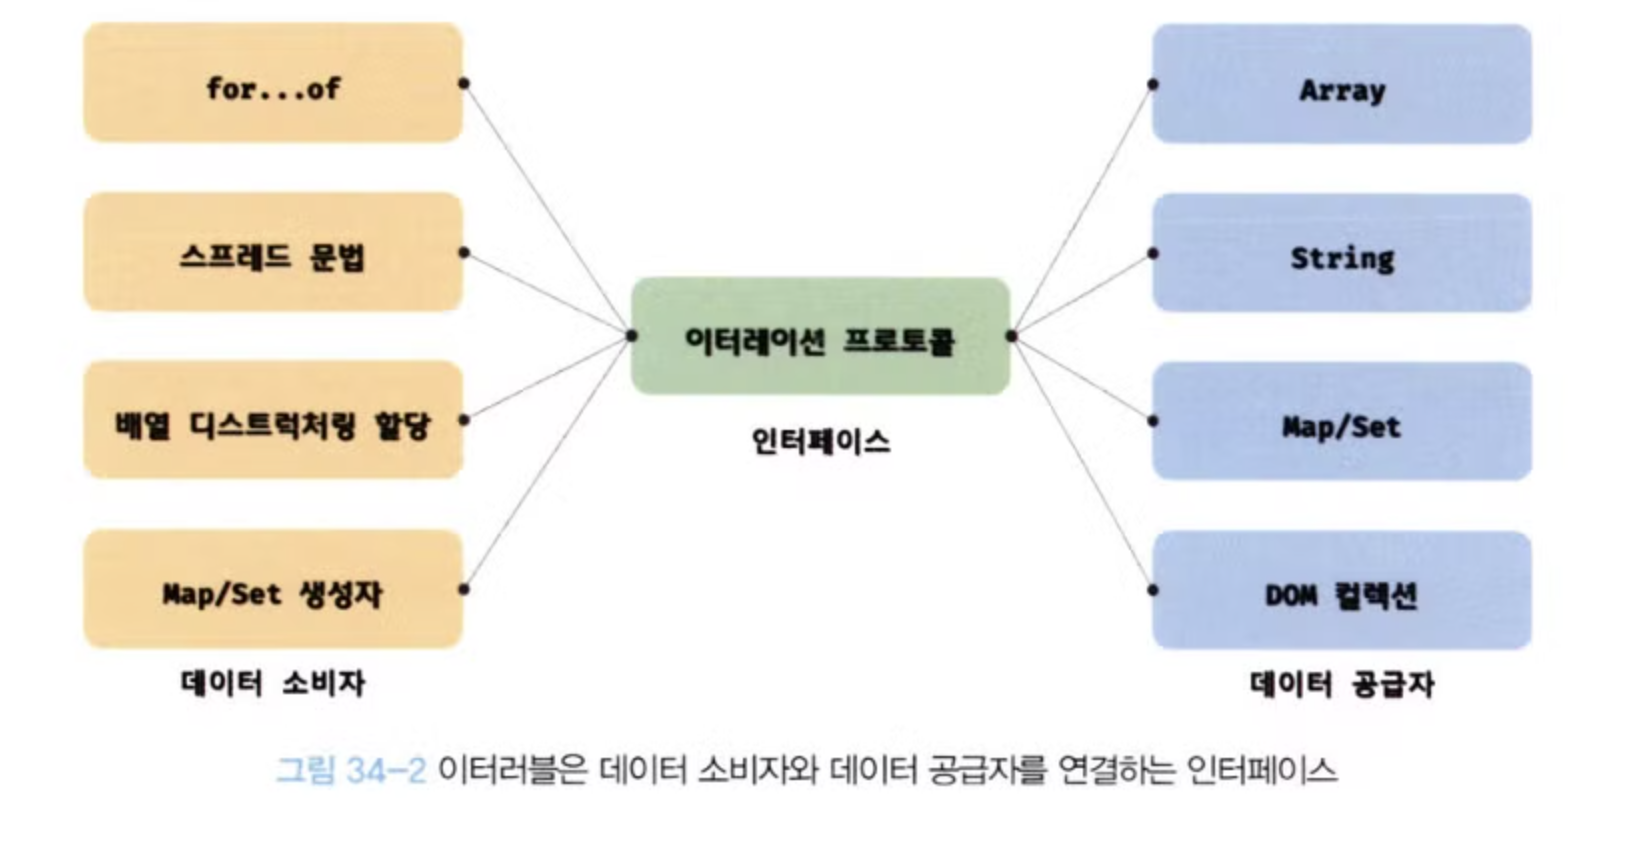 for...of
스프레드 문법
배열 디스트럭처링 할당
Map/Set 생성자
데이터 소비자
이터레이션 프로토콜
인터페이스
Array
String
Map/Set
DOM 컬렉션
데이터 공급자
그림 34-2 이터러블은 데이터 소비자와 데이터 공급자를 연결하는 인터페이스